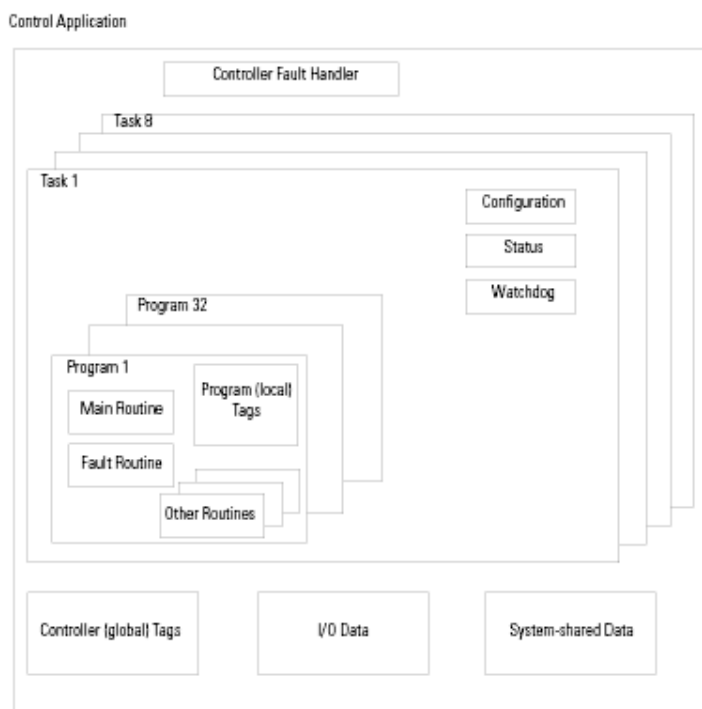 Control Application
Controller Fault Handler
Task 8
Task 1
Configuration
Status
Watchdog
Program 32
Program 1
Program (local)
Tags
Main Routine
Fault Routine
Other Routines
Controller (global) Tags
I/O Data
System-shared Data